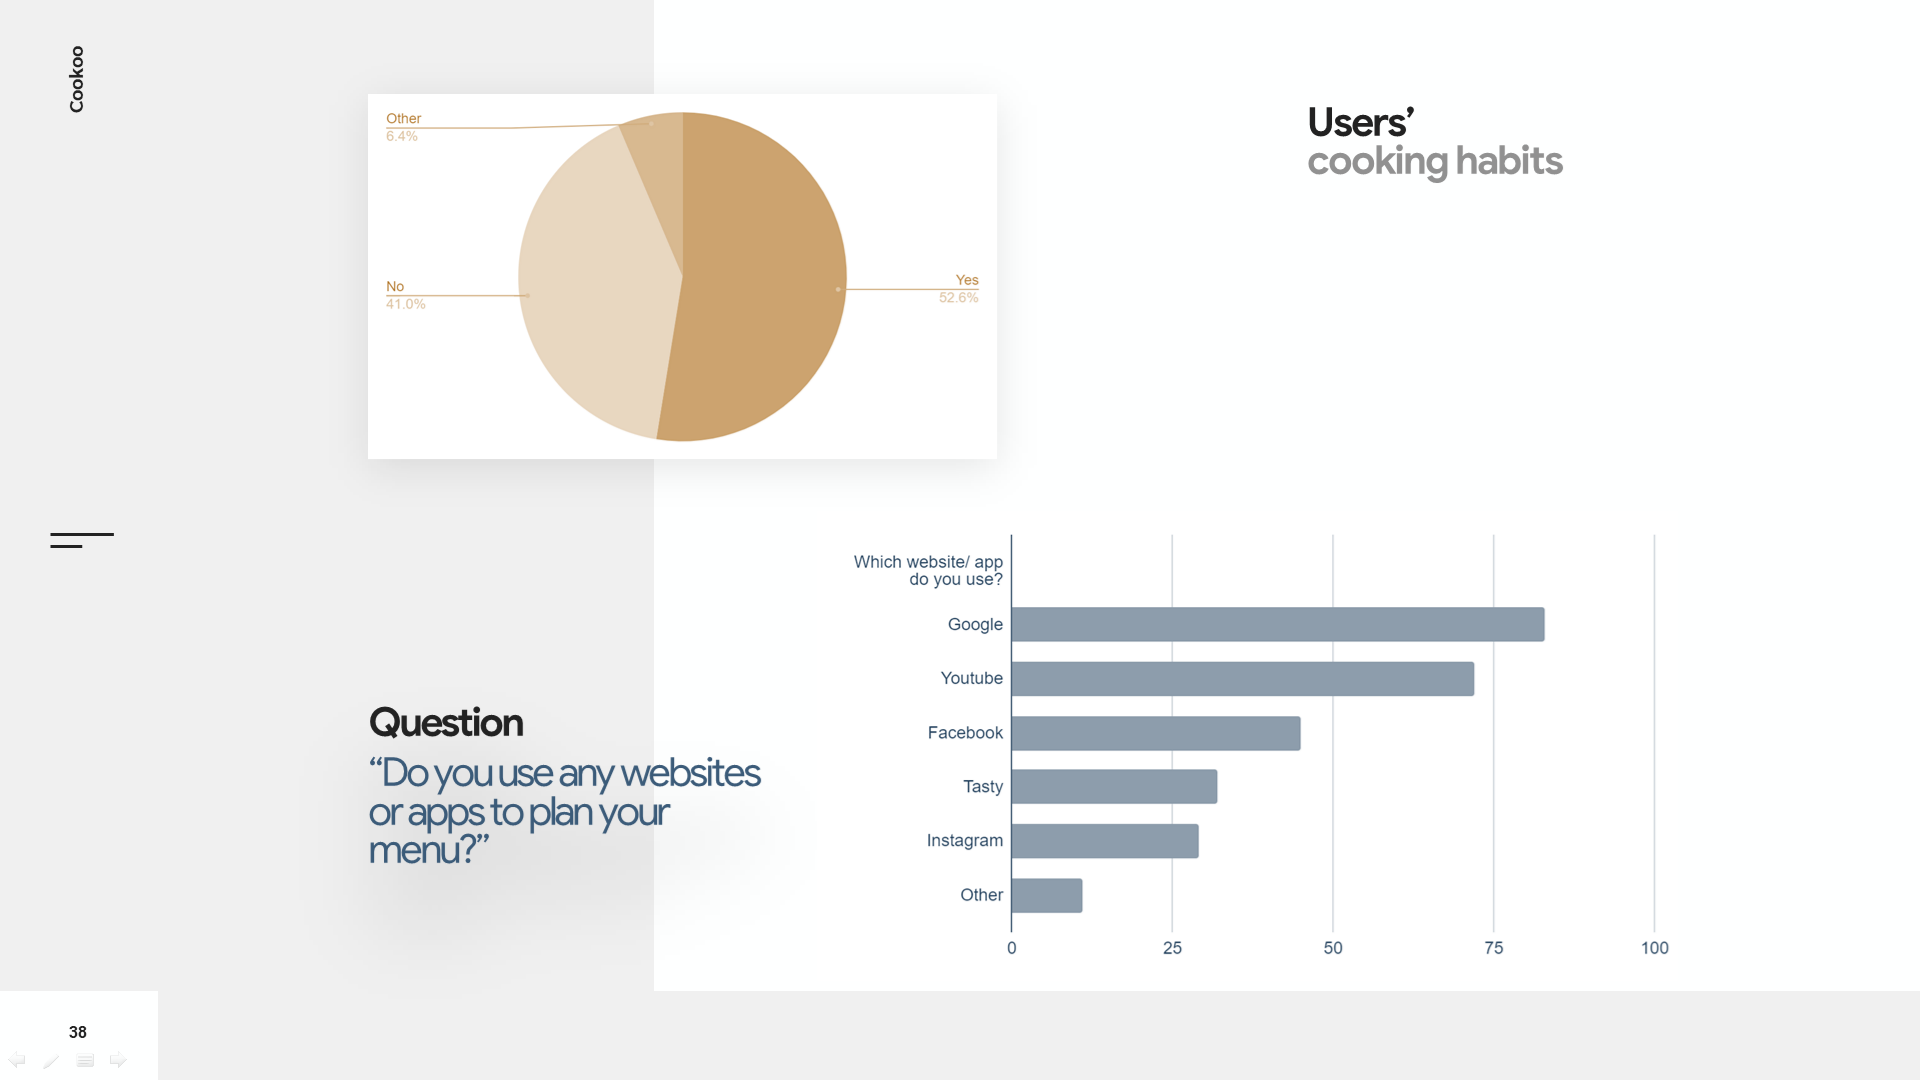 Cookoo
Users’
cooking habits
Other
6.4%
No
41.0%
Yes
52.6%
Question
“Do you use any websites
or apps to plan your
menu?”
Which website/ app
do you use?
Google
Youtube
Facebook
Tasty
Instagram
Other
0 25 50 75 100
38